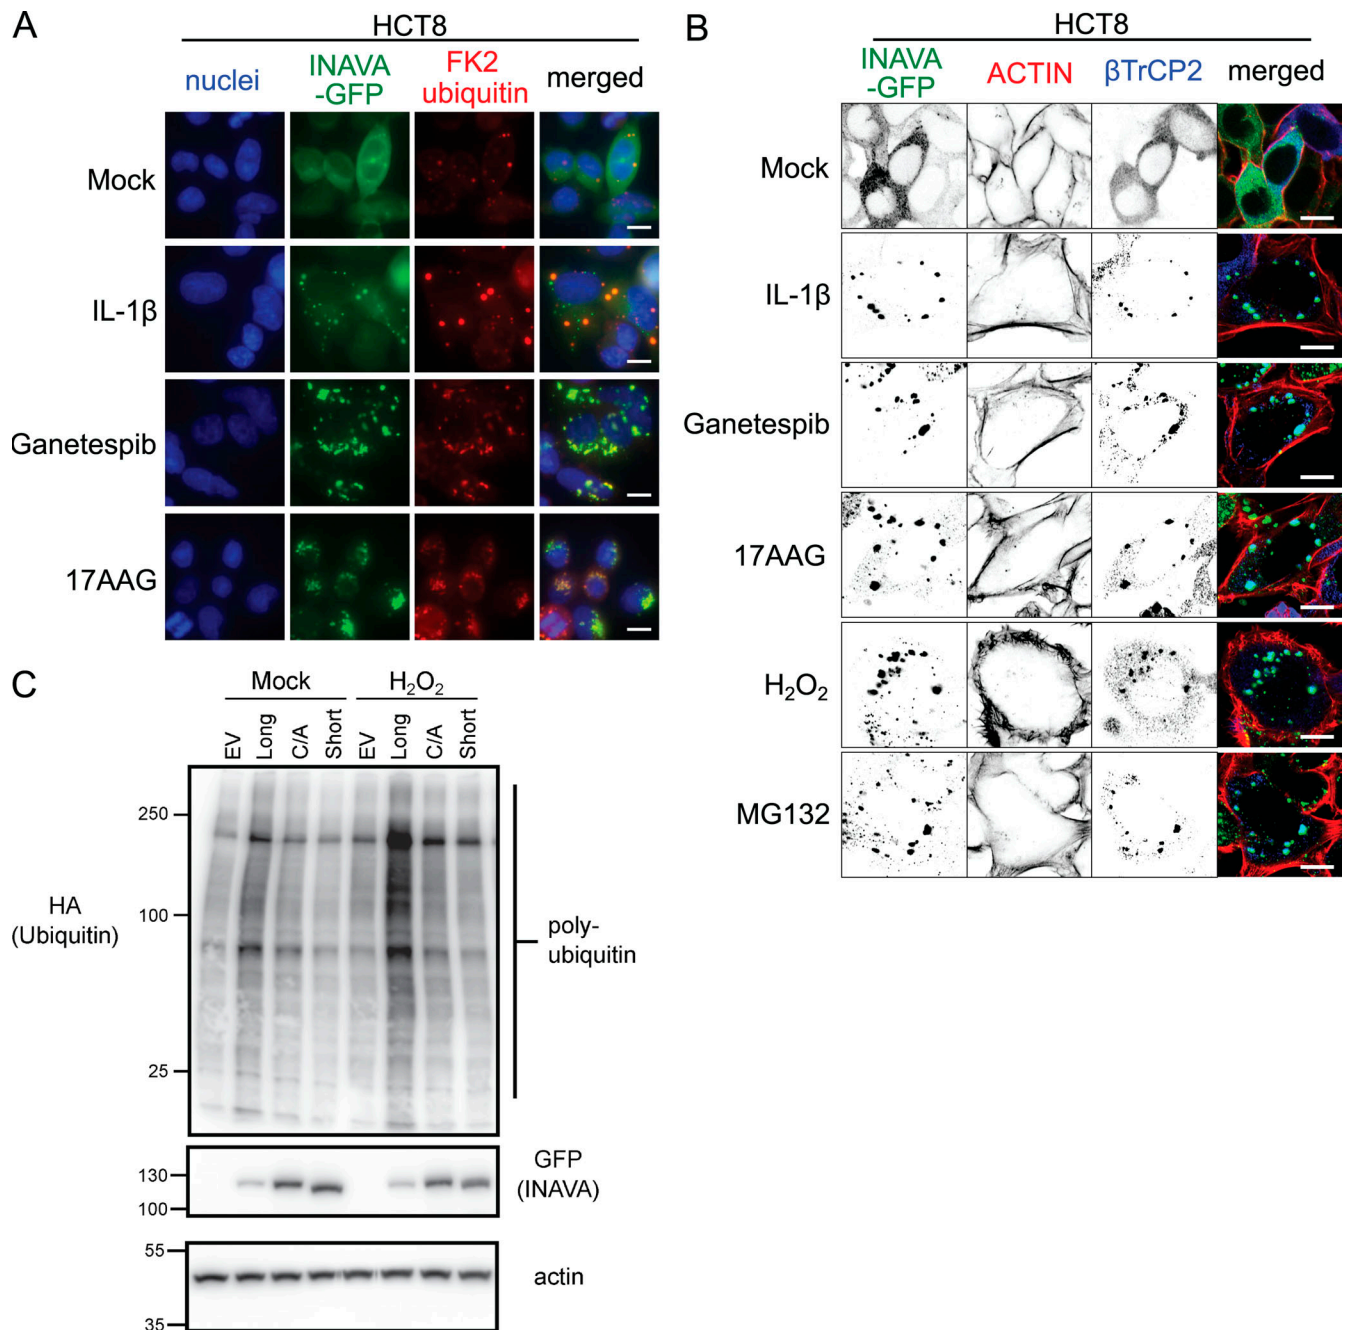 A
HCT8
nuclei
INAVA
-GFP
FK2
ubiquitin
merged
Mock
IL-1β
Ganetespib
17AAG
B
HCT8
INAVA
-GFP
ACTIN
βTrCP2
merged
Mock
IL-1β
Ganetespib
17AAG
H₂O₂
MG132
C
Mock
H₂O₂
EV
Long
C/A
Short
EV
Long
C/A
Short
250
100
25
HA
(Ubiquitin)
poly-
ubiquitin
130
100
GFP
(INAVA)
55
35
actin